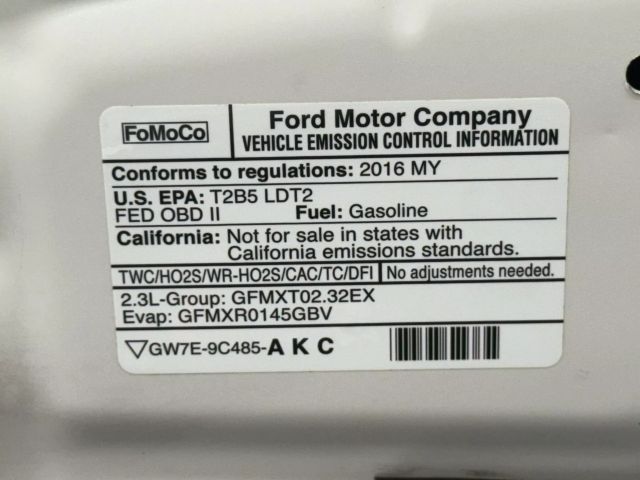 FoMoCo
Ford Motor Company
VEHICLE EMISSION CONTROL INFORMATION
Conforms to regulations: 2016 MY
U.S. EPA: T2B5 LDT2
FED OBD II Fuel: Gasoline
California: Not for sale in states with
California emissions standards.
TWC/HO2S/WR-HO2S/CAC/TC/DFI No adjustments needed.
2.3L-Group: GFMXT02.32EX
Evap: GFMXR0145GBV
GW7E-9C485-A K C